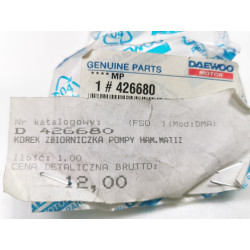 GENUINE PARTS
DAEWOO
MOTOR
****MP
1 # 426680
Nr katalogowy: (FSO )(Mod:DMA)
D 426680
KOREK ZBIORNICZKA POMPY HAM.MATII
Ilość: 1.00
CENA DETALICZNA BRUTTO:
12,00